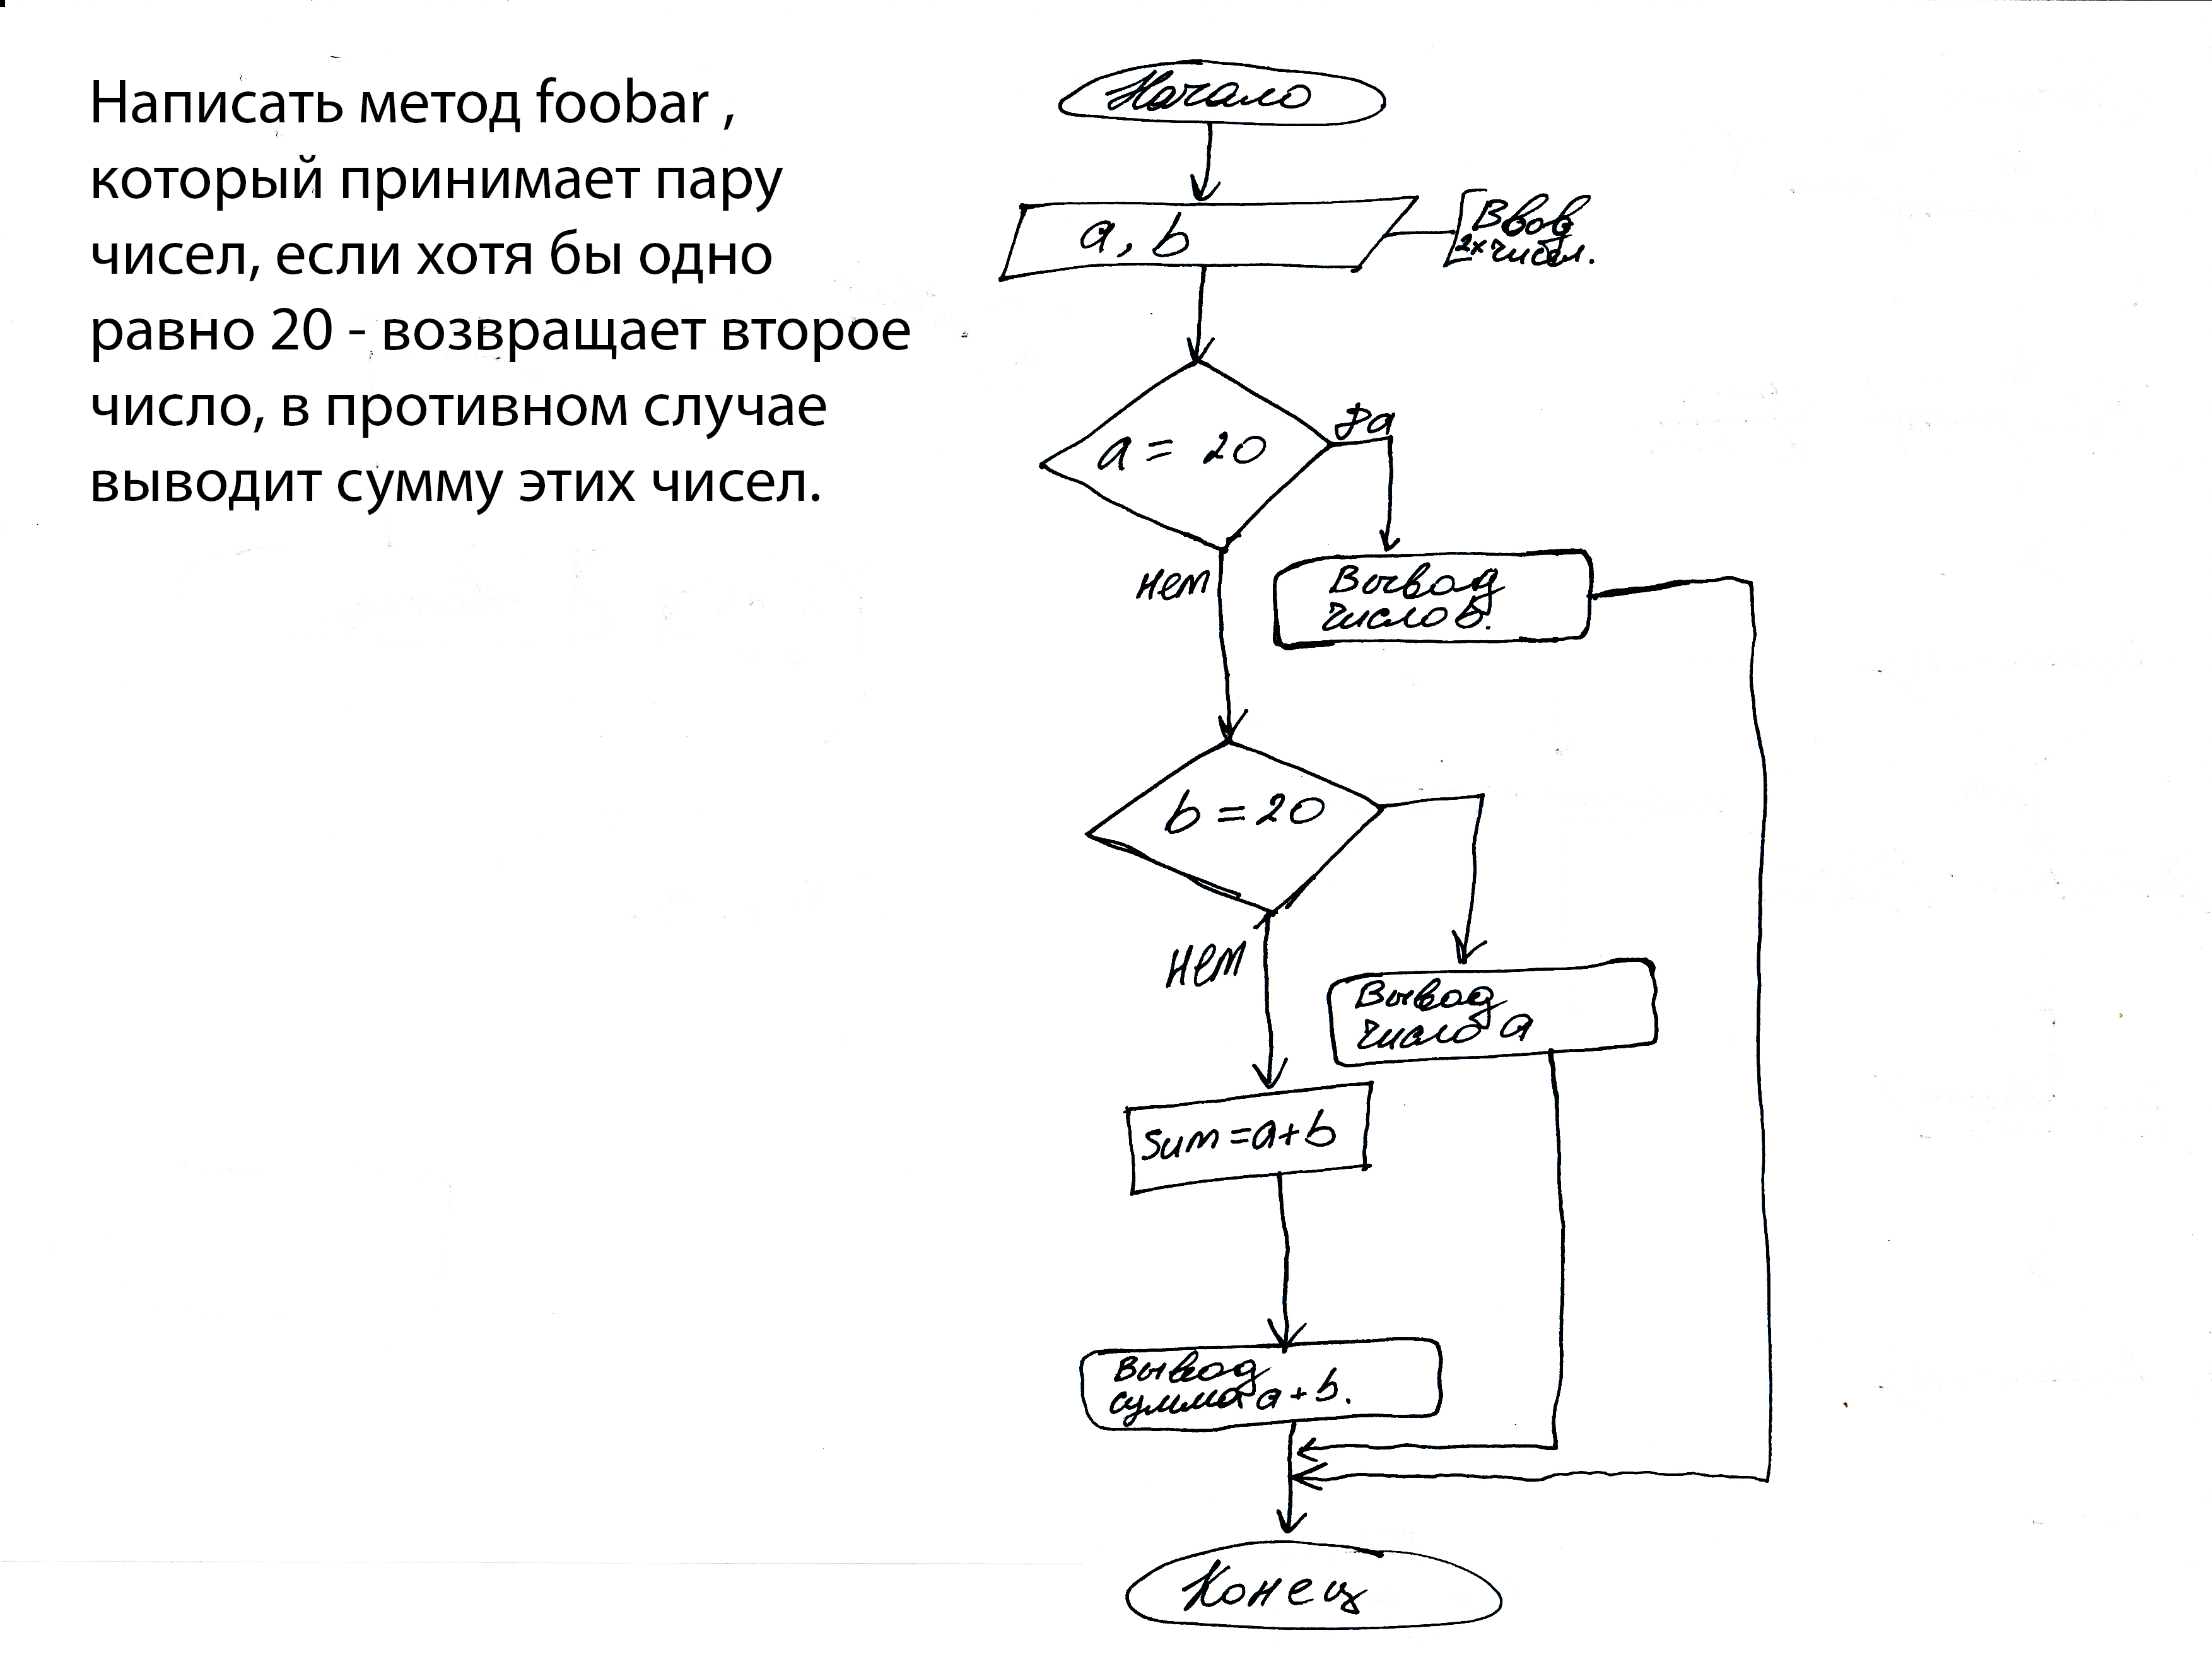 Написать метод foobar ,
который принимает пару
чисел, если хотя бы одно
равно 20 - возвращает второе
число, в противном случае
выводит сумму этих чисел.
Начало
a, b
Ввод
2х чисел.
a = 20
Да
нет
Вывод
число b.
b = 20
нет
Вывод
число a
Sum = a + b
Вывод
сумма a + b.
Конец